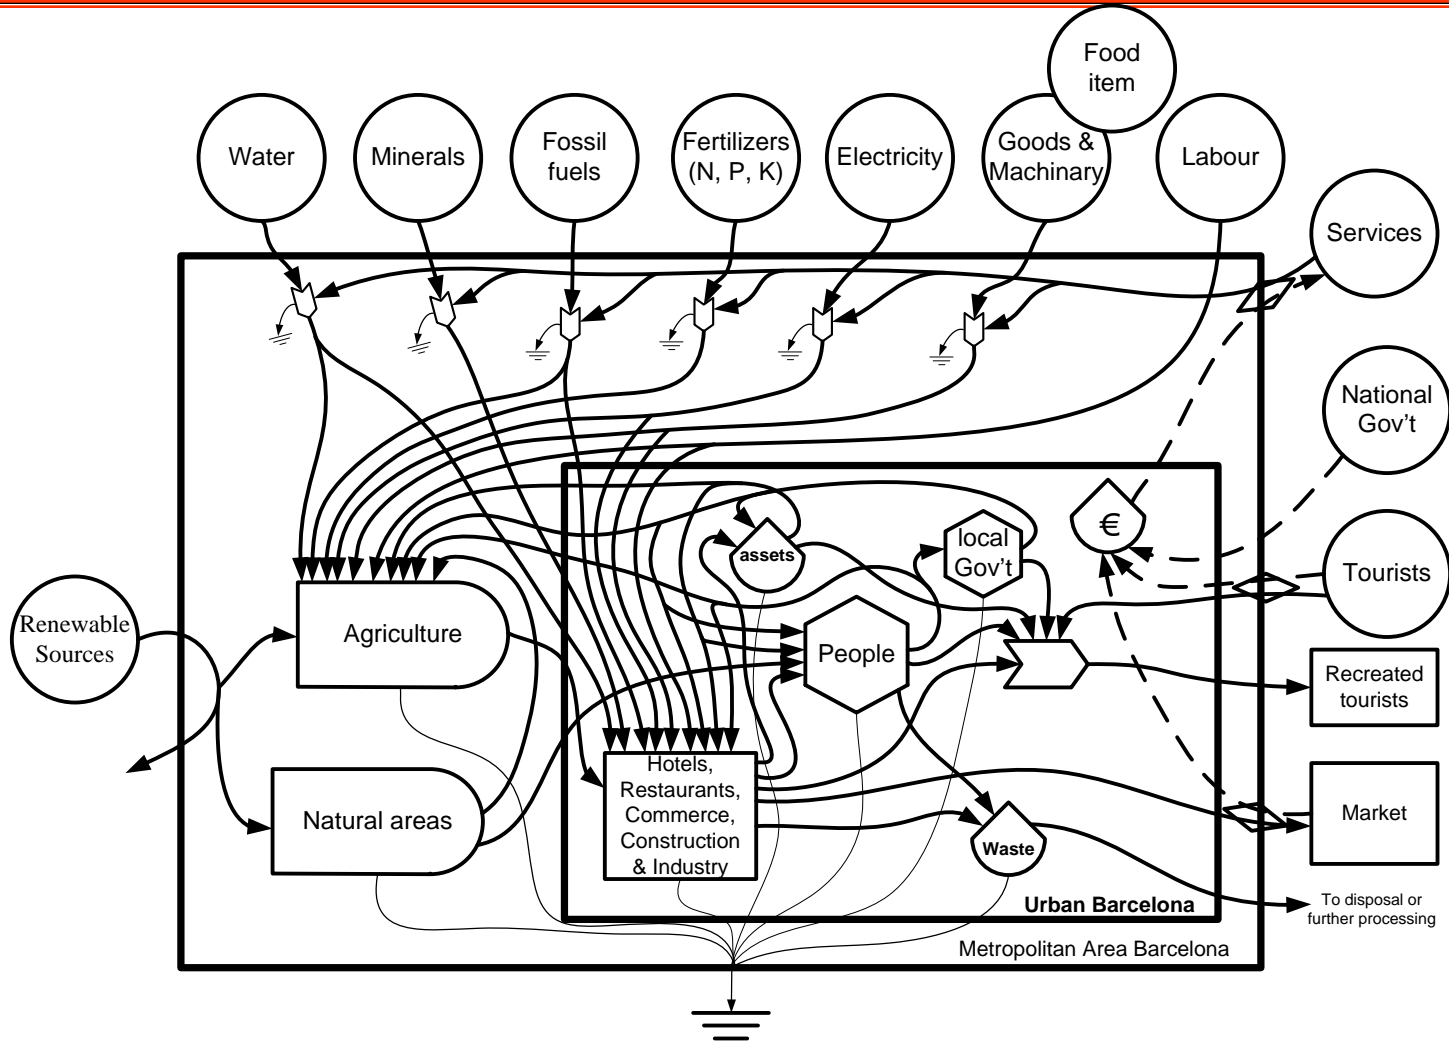 Food
item
Water
Minerals
Fossil
fuels
Fertilizers
(N, P, K)
Electricity
Goods &
Machinary
Labour
Services
National
Gov't
€
assets
local
Gov't
Tourists
Renewable
Sources
Agriculture
People
Recreated
tourists
Natural areas
Hotels,
Restaurants,
Commerce,
Construction
& Industry
Market
Waste
Urban Barcelona
To disposal or
further processing
Metropolitan Area Barcelona